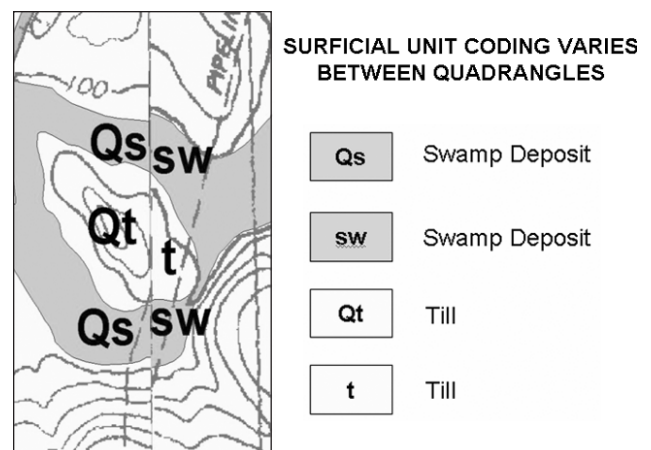 SURFICIAL UNIT CODING VARIES
BETWEEN QUADRANGLES
100
PIPELIN
Qs sw
Qt
t
Qs sw
Qs Swamp Deposit
sw Swamp Deposit
Qt Till
t Till